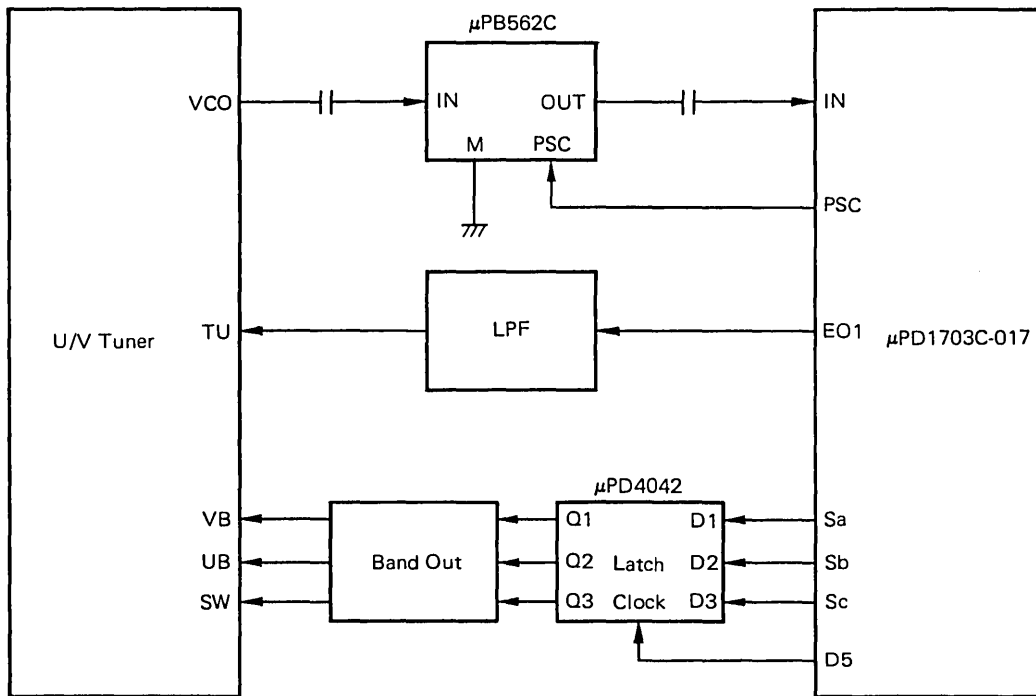 μPB562C
VCO
IN
OUT
IN
M
PSC
PSC
U/V Tuner
TU
LPF
EO1
μPD1703C-017
μPD4042
VB
Q1
D1
Sa
UB
Band Out
Q2
Latch
D2
Sb
SW
Q3
Clock
D3
Sc
D5